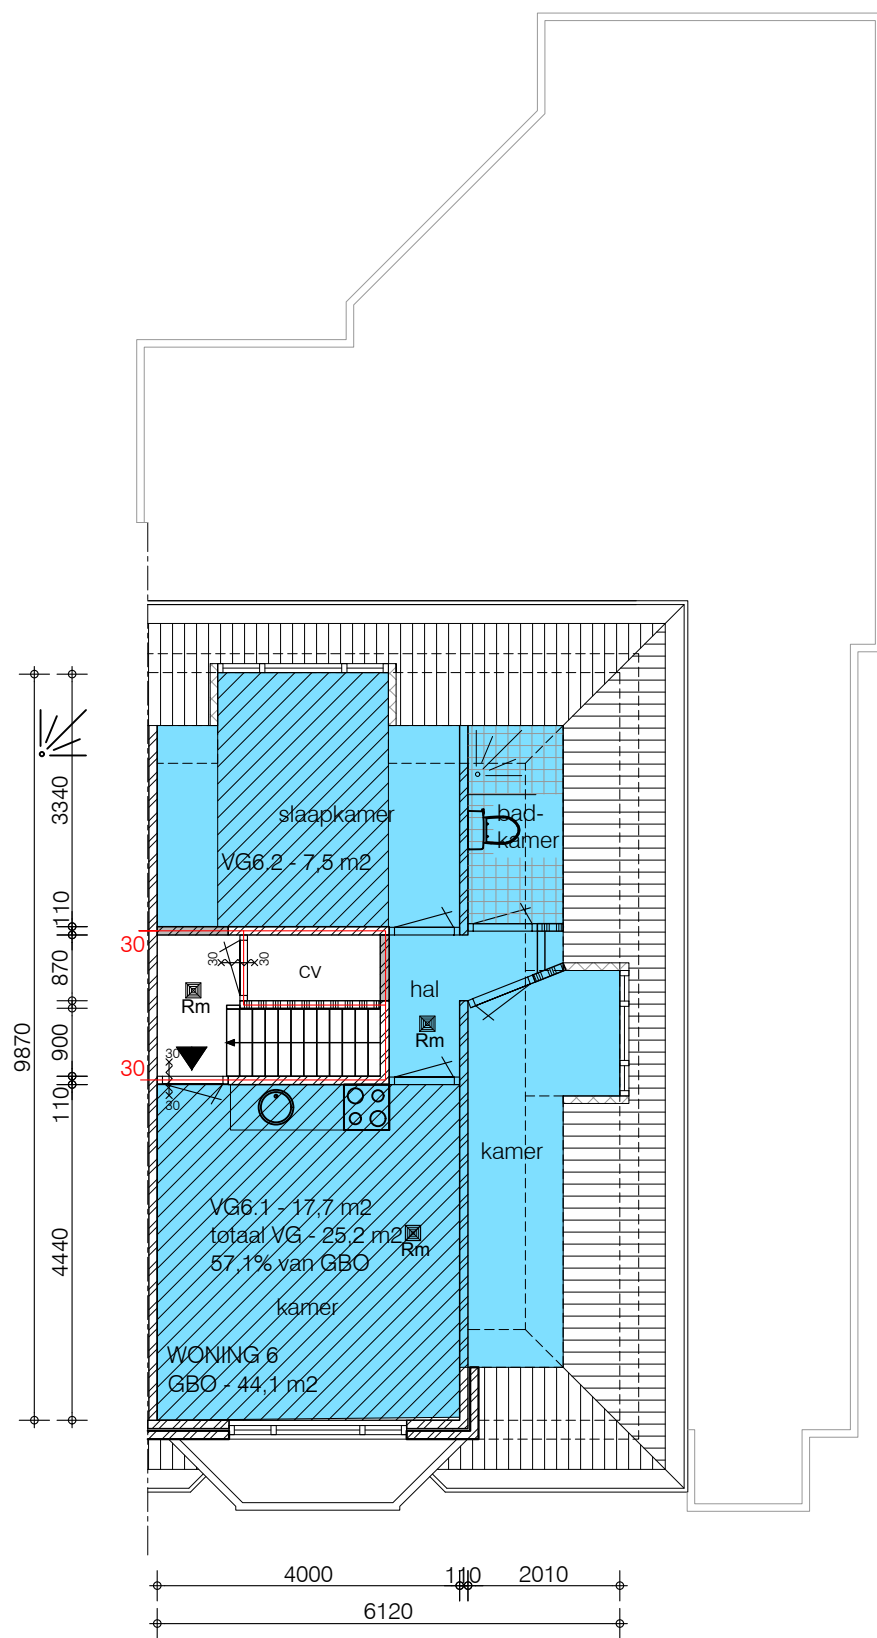 slaapkamer
VG6.2 - 7,5 m2
bad-
kamer
30
30
30
cv
hal
Rm
Rm
30
30
30
kamer
VG6.1 - 17,7 m2
totaal VG - 25,2 m2
Rm
57,1% van GBO
kamer
WONING 6
GBO - 44,1 m2
9870
3340
110
870
900
110
4440
4000
110
2010
6120